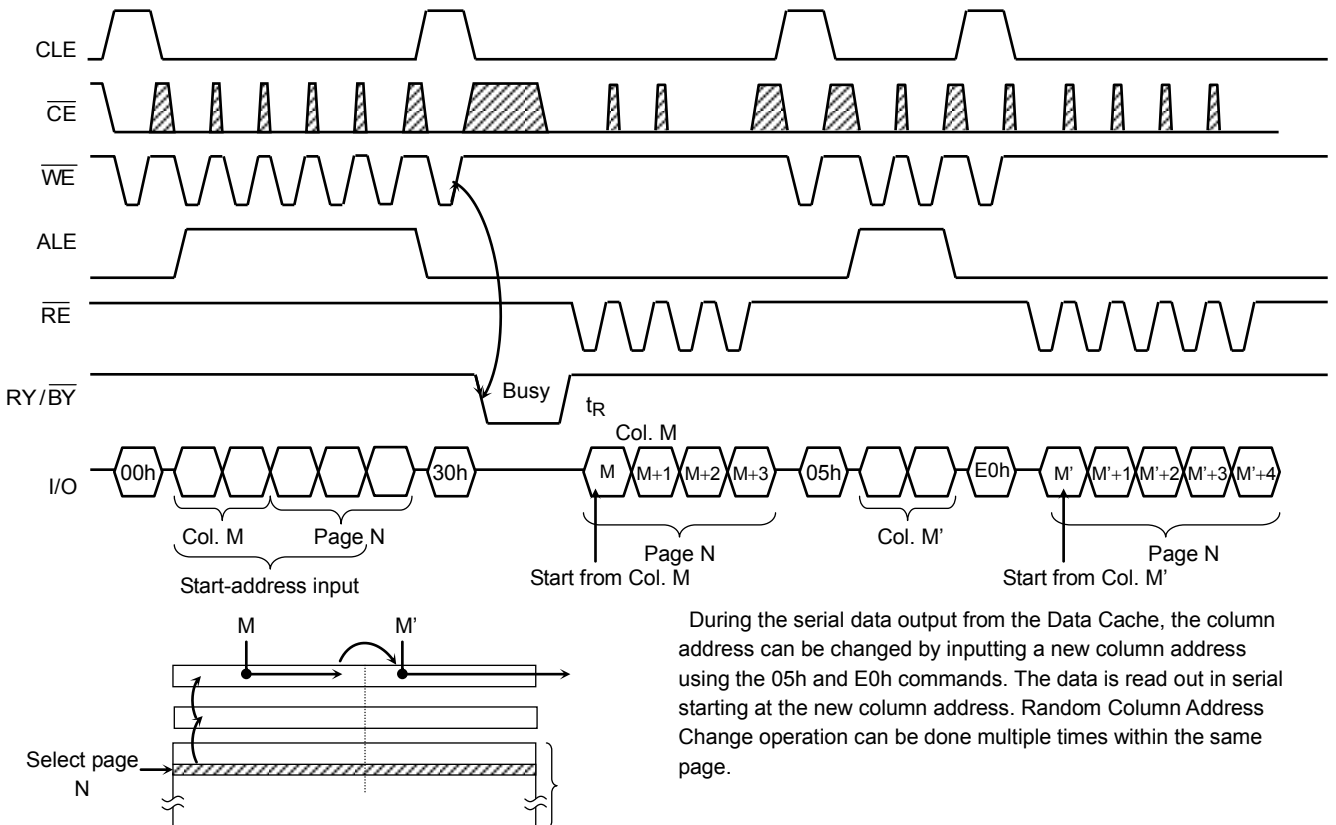 CLE
CE
WE
ALE
RE
RY/BY
Busy
tR
Col. M
I/O
00h
30h
M
M+1
M+2
M+3
05h
E0h
M'
M'+1
M'+2
M'+3
M'+4
Col. M
Page N
Page N
Col. M'
Page N
Start-address input
Start from Col. M
Start from Col. M'
M
M'
Select page
N
During the serial data output from the Data Cache, the column
address can be changed by inputting a new column address
using the 05h and E0h commands. The data is read out in serial
starting at the new column address. Random Column Address
Change operation can be done multiple times within the same
page.